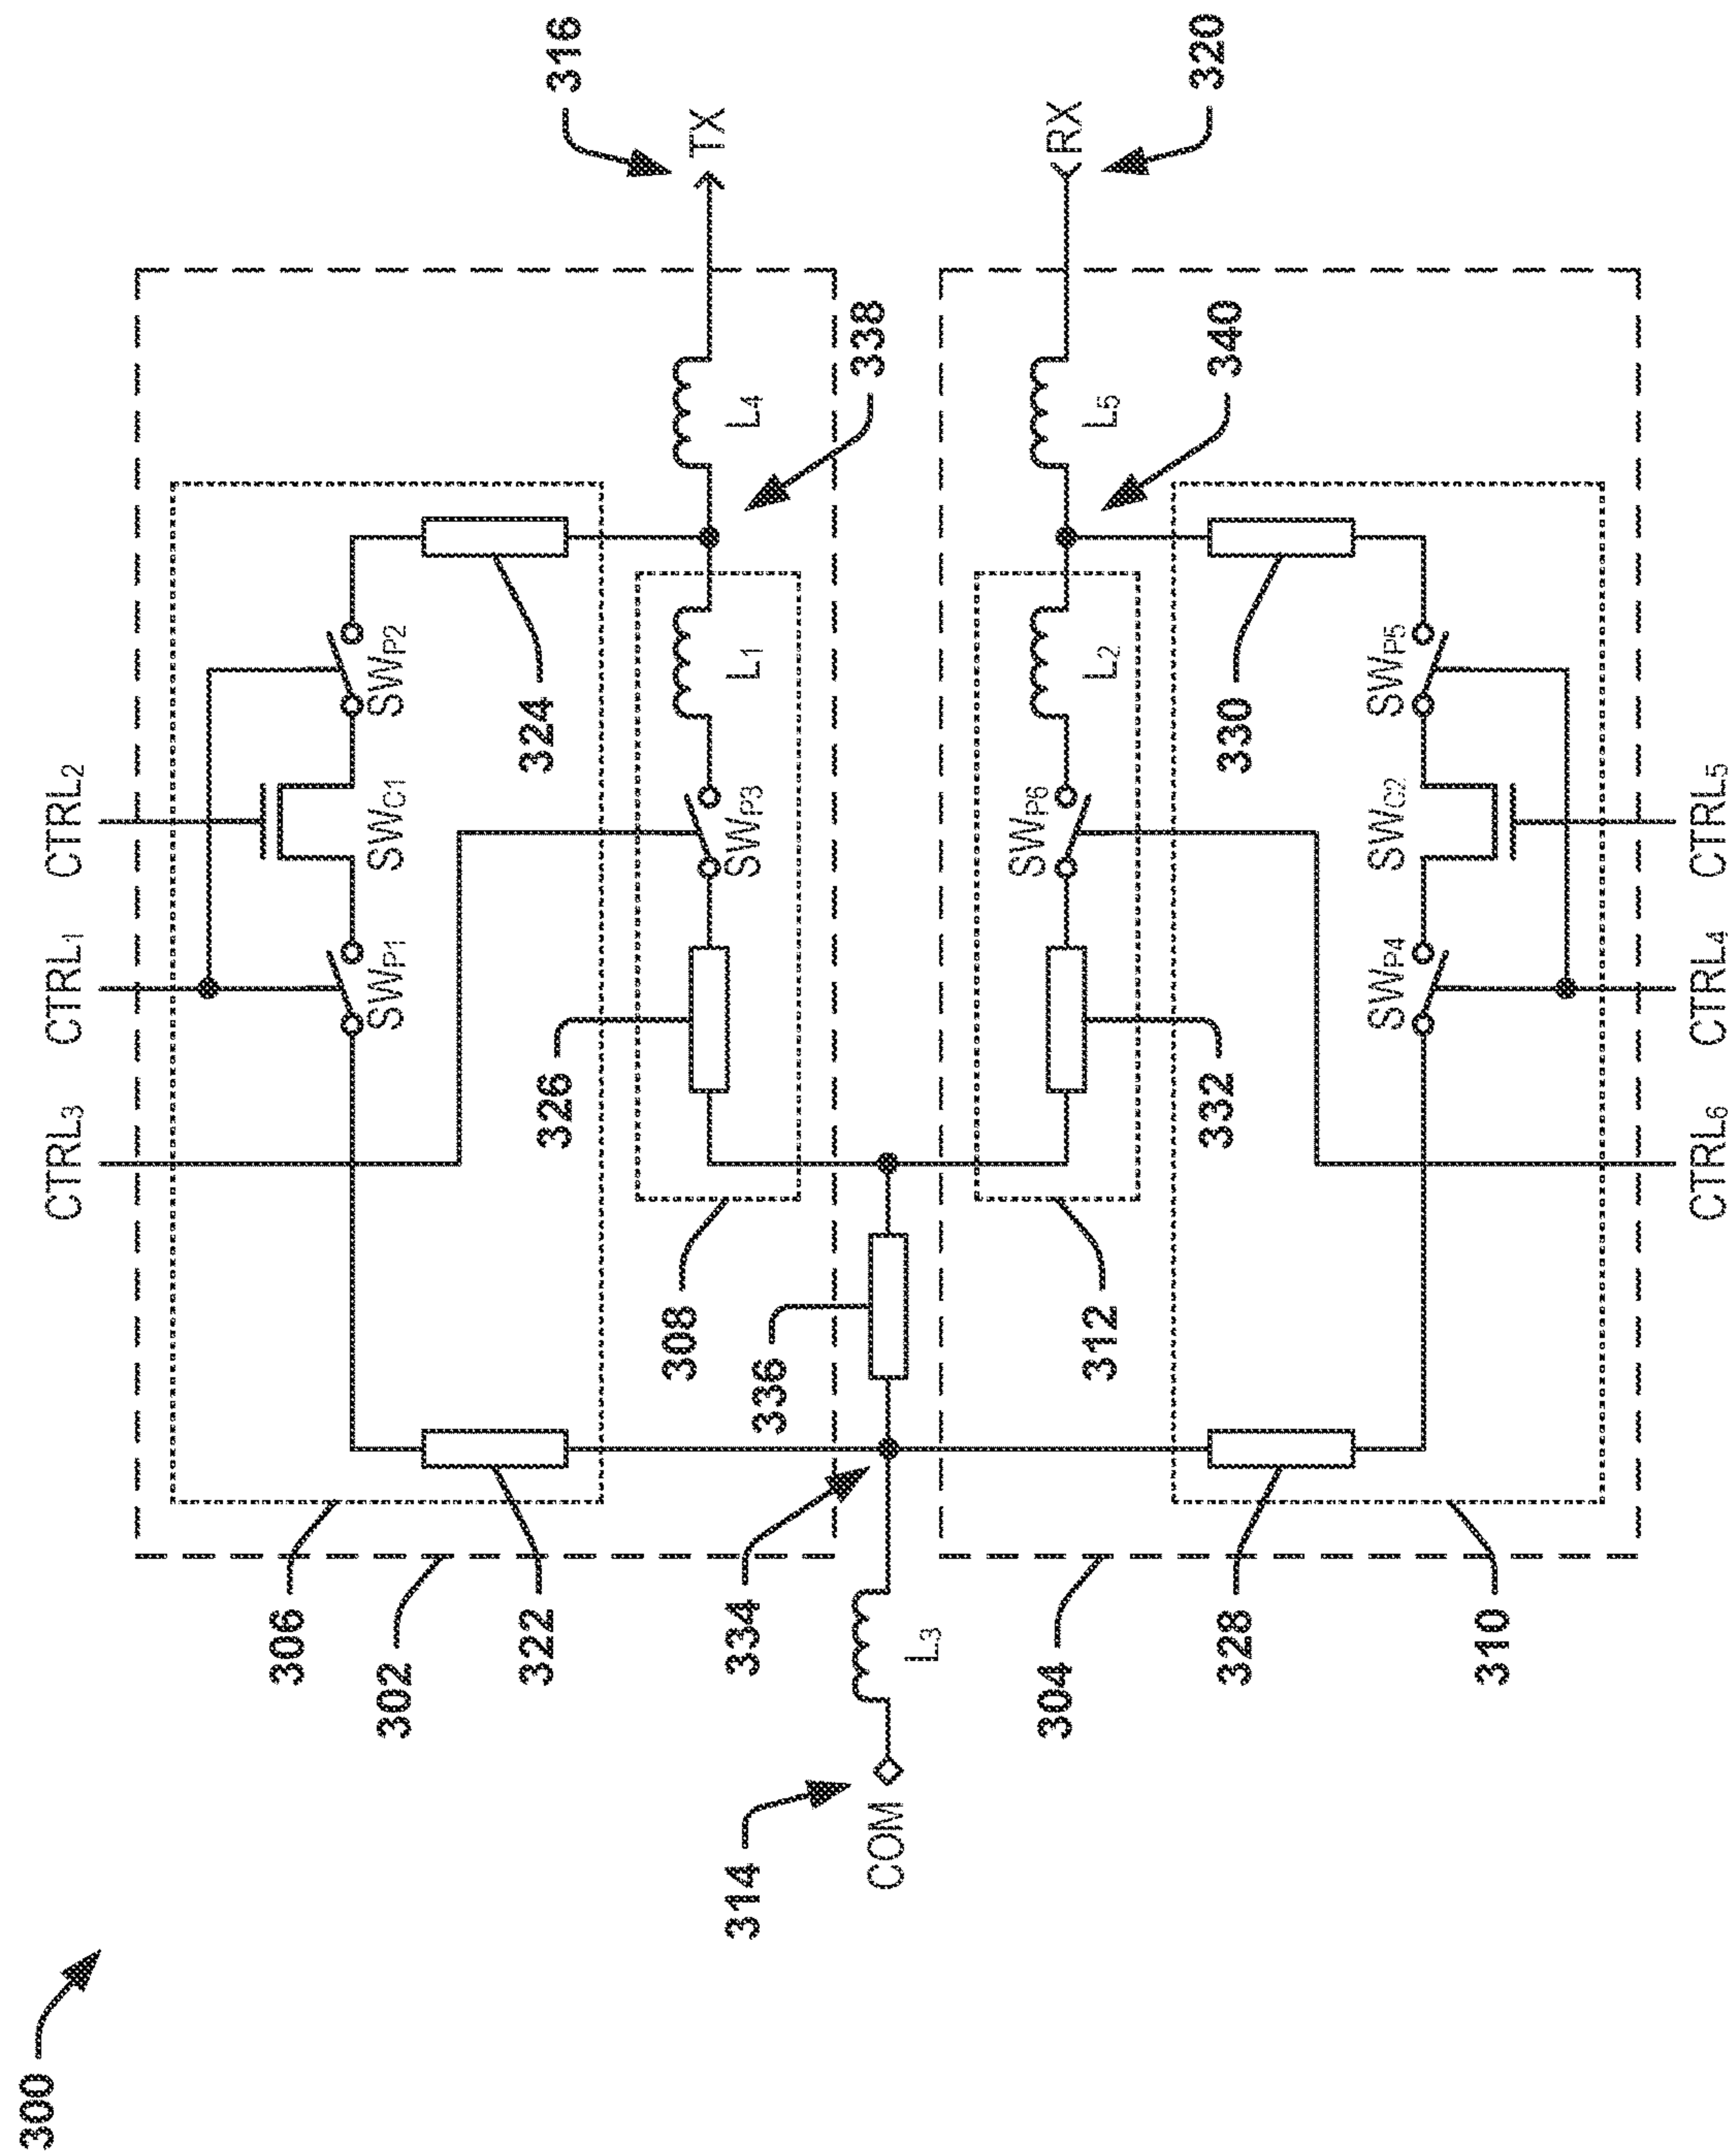 300
CTRL3
CTRL1
CTRL2
306
302
322
SWP1
SWC1
SWP2
324
326
SWP3
L1
L4
TX
316
338
308
336
334
314
COM
L3
312
332
SWP6
L2
L5
RX
320
340
330
304
328
310
SWP4
SWC2
SWP5
CTRL6
CTRL4
CTRL5